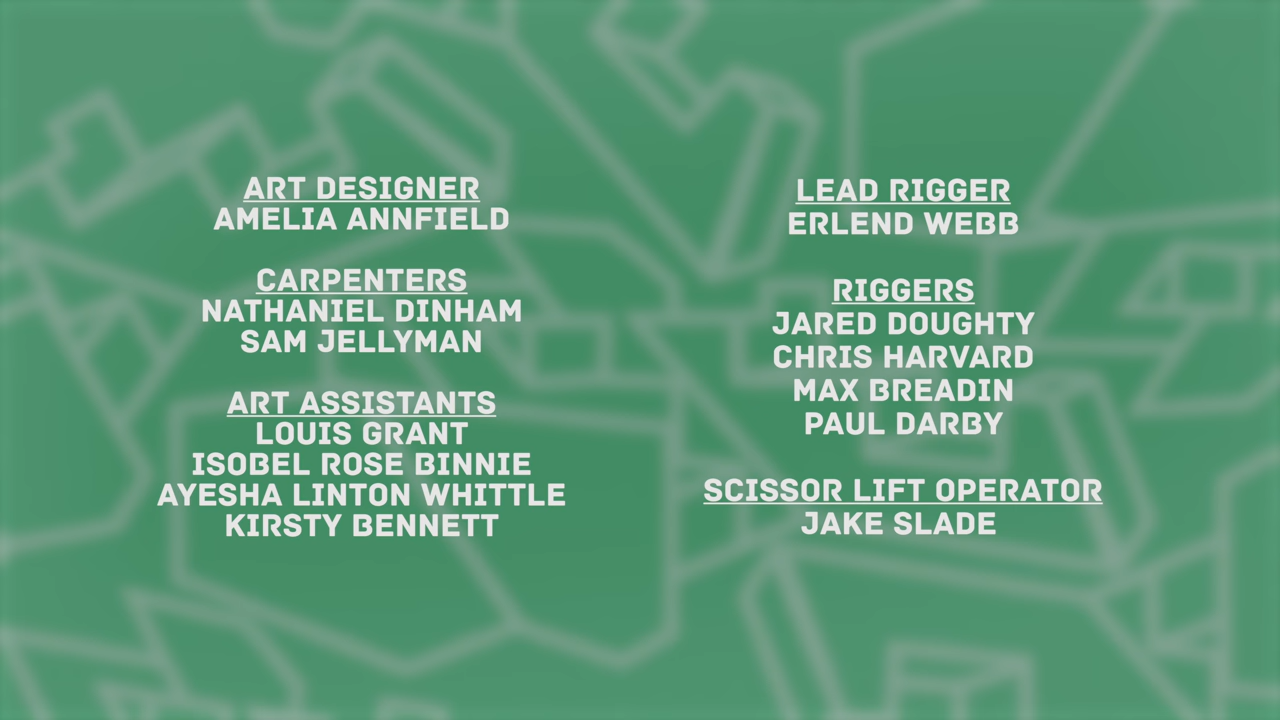 ART DESIGNER
AMELIA ANNFIELD
CARPENTERS
NATHANIEL DINHAM
SAM JELLYMAN
ART ASSISTANTS
LOUIS GRANT
ISOBEL ROSE BINNIE
AYESHA LINTON WHITTLE
KIRSTY BENNETT
LEAD RIGGER
ERLEND WEBB
RIGGERS
JARED DOUGHTY
CHRIS HARVARD
MAX BREADIN
PAUL DARBY
SCISSOR LIFT OPERATOR
JAKE SLADE